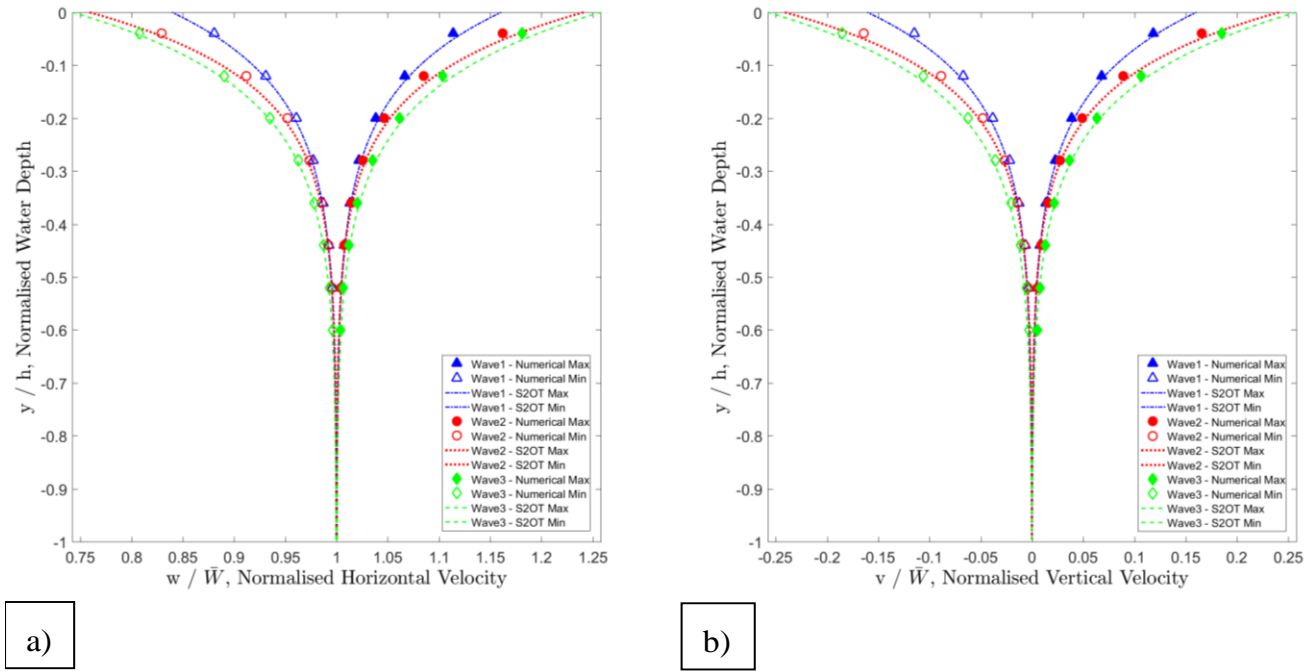 0
-0.1
-0.2
-0.3
-0.4
-0.5
-0.6
-0.7
-0.8
-0.9
-1
y / h, Normalised Water Depth
0.75
0.8
0.85
0.9
0.95
1
1.05
1.1
1.15
1.2
1.25
w / W̄, Normalised Horizontal Velocity
Wave1 - Numerical Max
Wave1 - Numerical Min
Wave1 - S2OT Max
Wave1 - S2OT Min
Wave2 - Numerical Max
Wave2 - Numerical Min
Wave2 - S2OT Max
Wave2 - S2OT Min
Wave3 - Numerical Max
Wave3 - Numerical Min
Wave3 - S2OT Max
Wave3 - S2OT Min
a)
0
-0.1
-0.2
-0.3
-0.4
-0.5
-0.6
-0.7
-0.8
-0.9
-1
y / h, Normalised Water Depth
-0.25
-0.2
-0.15
-0.1
-0.05
0
0.05
0.1
0.15
0.2
0.25
v / W̄, Normalised Vertical Velocity
Wave1 - Numerical Max
Wave1 - Numerical Min
Wave1 - S2OT Max
Wave1 - S2OT Min
Wave2 - Numerical Max
Wave2 - Numerical Min
Wave2 - S2OT Max
Wave2 - S2OT Min
Wave3 - Numerical Max
Wave3 - Numerical Min
Wave3 - S2OT Max
Wave3 - S2OT Min
b)